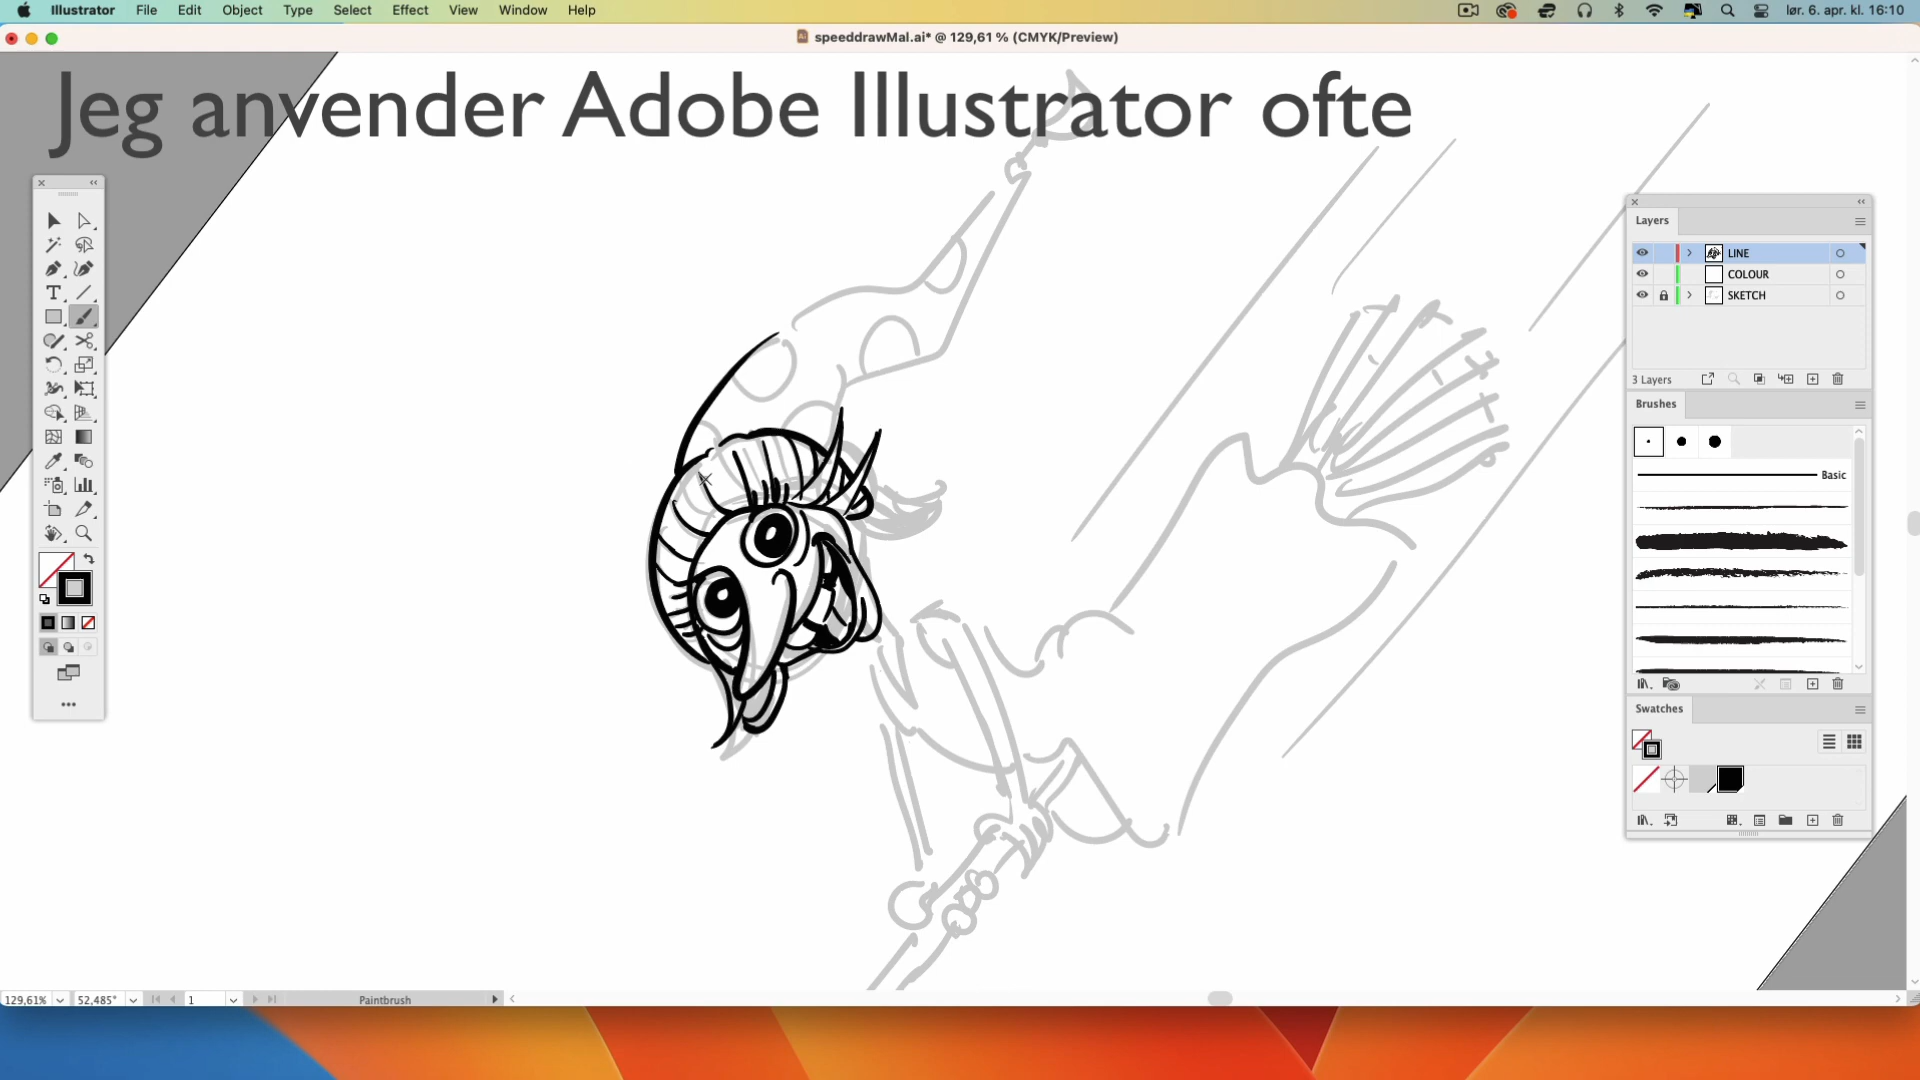 Illustrator File Edit Object Type Select Effect View Window Help lør. 6. apr. kl. 16:10
speeddrawMal.ai* @ 129,61 % (CMYK/Preview)
Jeg anvender Adobe Illustrator ofte
Layers
LINE
COLOUR
SKETCH
3 Layers
Brushes
Basic
Swatches
129,61% 52,485° 1 Paintbrush